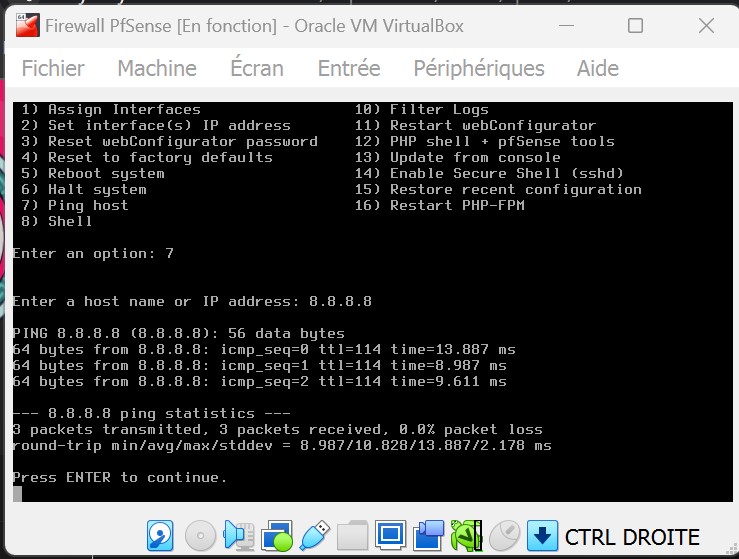 Firewall PfSense [En fonction] - Oracle VM VirtualBox
Fichier Machine Écran Entrée Périphériques Aide
1) Assign Interfaces 10) Filter Logs
2) Set interface(s) IP address 11) Restart webConfigurator
3) Reset webConfigurator password 12) PHP shell + pfSense tools
4) Reset to factory defaults 13) Update from console
5) Reboot system 14) Enable Secure Shell (sshd)
6) Halt system 15) Restore recent configuration
7) Ping host 16) Restart PHP-FPM
8) Shell
Enter an option: 7
Enter a host name or IP address: 8.8.8.8
PING 8.8.8.8 (8.8.8.8): 56 data bytes
64 bytes from 8.8.8.8: icmp_seq=0 ttl=114 time=13.887 ms
64 bytes from 8.8.8.8: icmp_seq=1 ttl=114 time=8.987 ms
64 bytes from 8.8.8.8: icmp_seq=2 ttl=114 time=9.611 ms
--- 8.8.8.8 ping statistics ---
3 packets transmitted, 3 packets received, 0.0% packet loss
round-trip min/avg/max/stddev = 8.987/10.828/13.887/2.178 ms
Press ENTER to continue.
CTRL DROITE